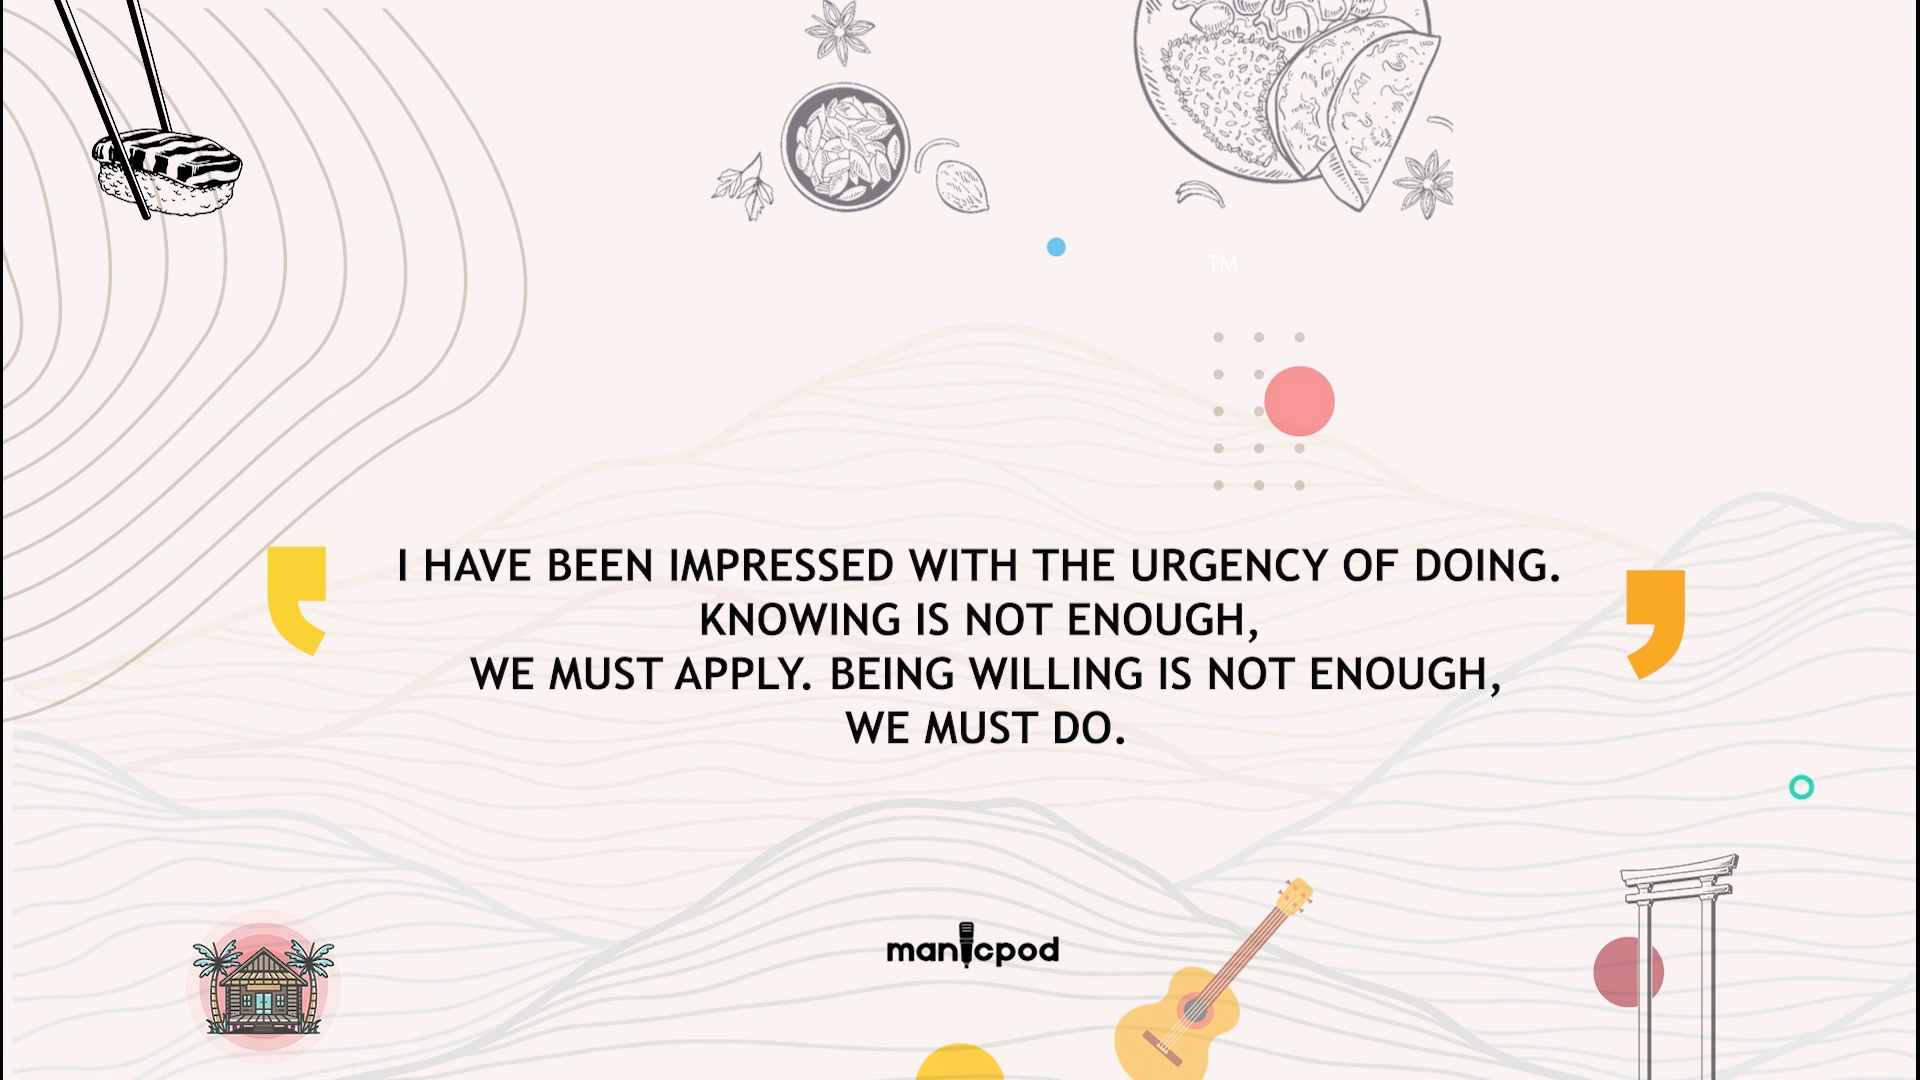 TM
I HAVE BEEN IMPRESSED WITH THE URGENCY OF DOING.
KNOWING IS NOT ENOUGH,
WE MUST APPLY. BEING WILLING IS NOT ENOUGH,
WE MUST DO.
manicpod